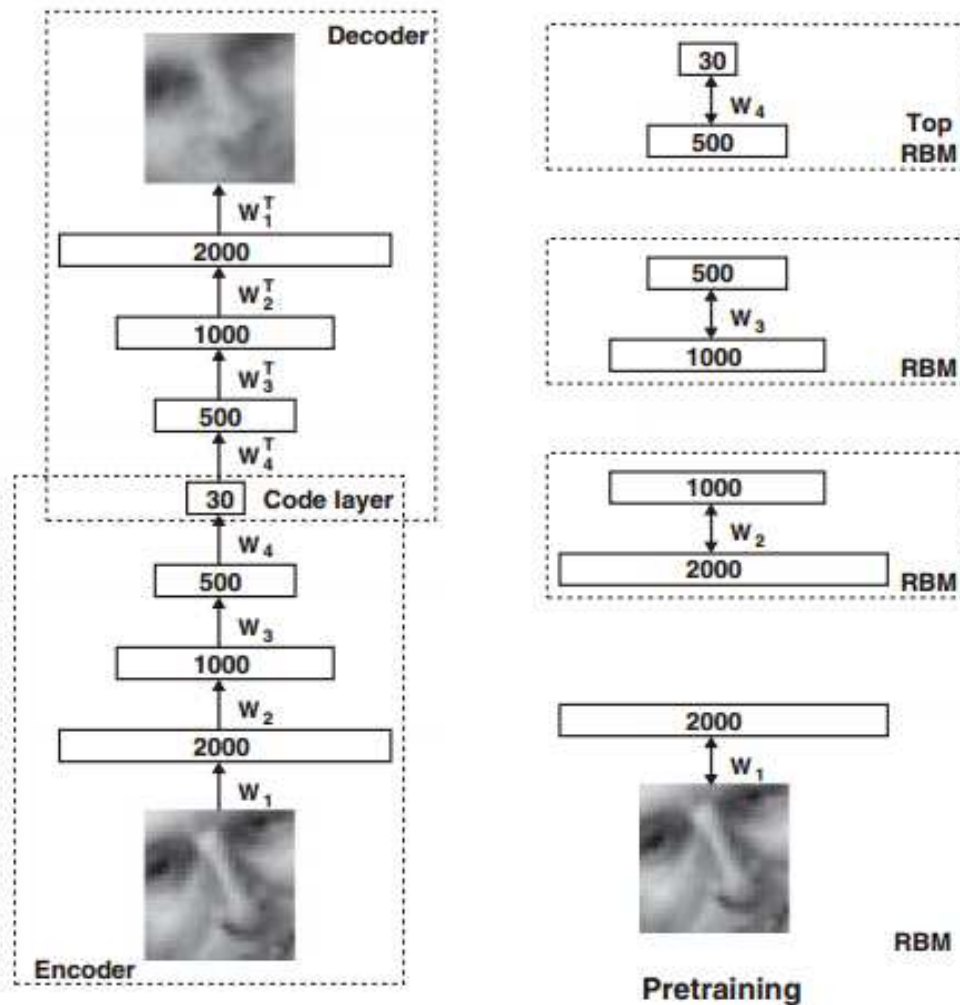 Decoder
W₁ᵀ
2000
W₂ᵀ
1000
W₃ᵀ
500
W₄ᵀ
30 Code layer
W₄
500
W₃
1000
W₂
2000
W₁
Encoder
30
W₄
500
Top
RBM
500
W₃
1000
RBM
1000
W₂
2000
RBM
2000
W₁
RBM
Pretraining